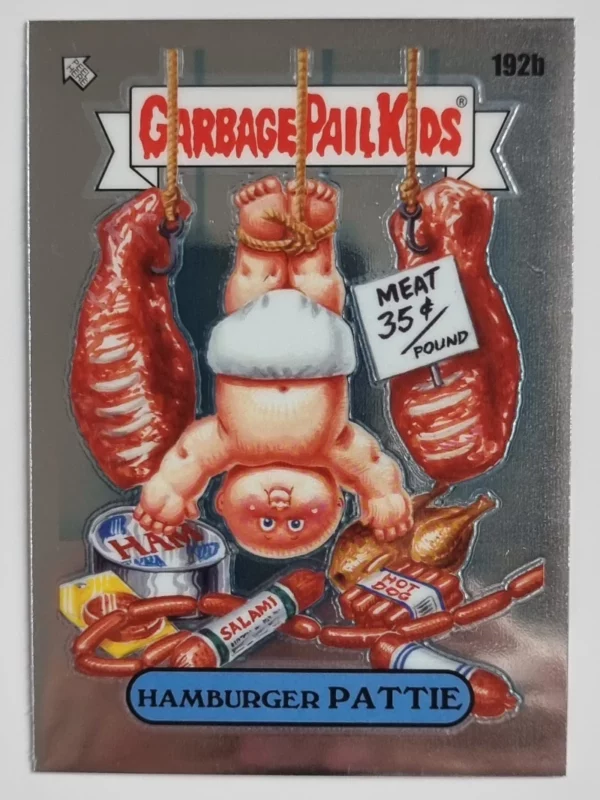 192b
GARBAGE PAIL KIDS®
MEAT
35¢/
POUND
HAM
HOT
DOG
SALAMI
HAMBURGER PATTIE